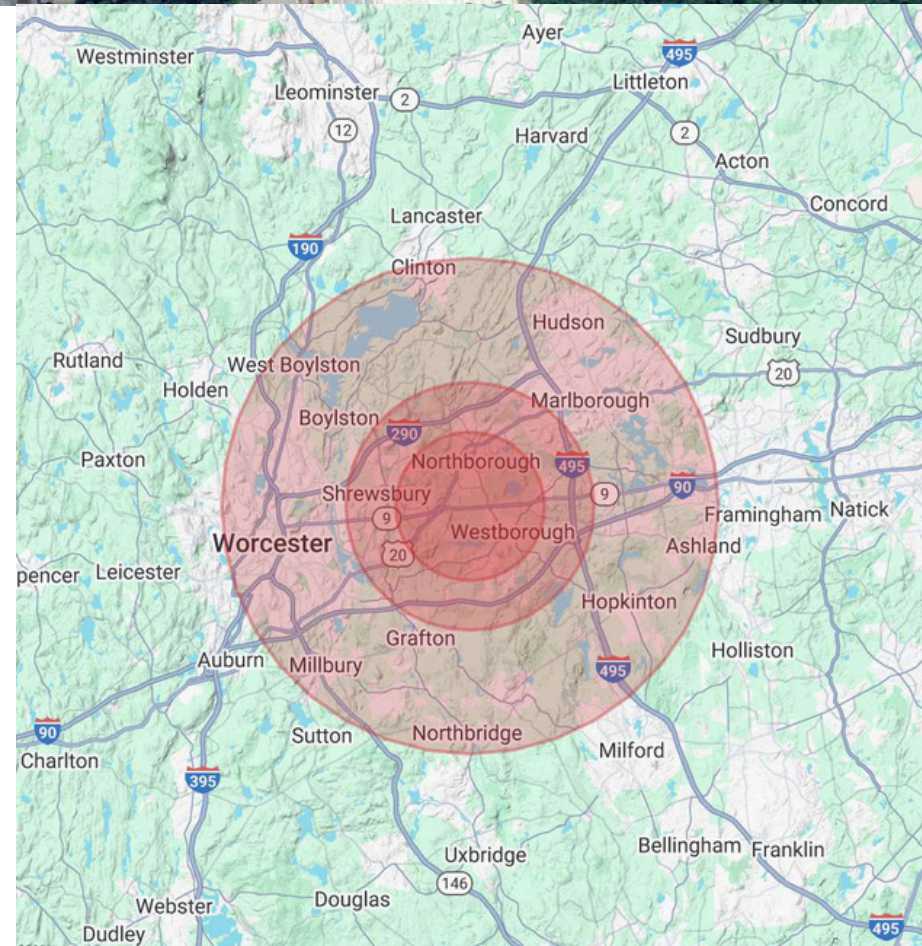 Ayer
Westminster
495
Littleton
Leominster
2
12
Harvard
2
Acton
Concord
Lancaster
190
Clinton
Hudson
Sudbury
Rutland
West Boylston
20
Holden
Marlborough
Boylston
290
Paxton
Northborough
495
90
Shrewsbury
9
9
Framingham
Natick
Westborough
Worcester
20
Ashland
pencer
Leicester
Hopkinton
Grafton
Auburn
Millbury
Holliston
495
90
Sutton
Northbridge
Milford
Charlton
395
Bellingham
Franklin
Uxbridge
146
Douglas
Webster
495
Dudley